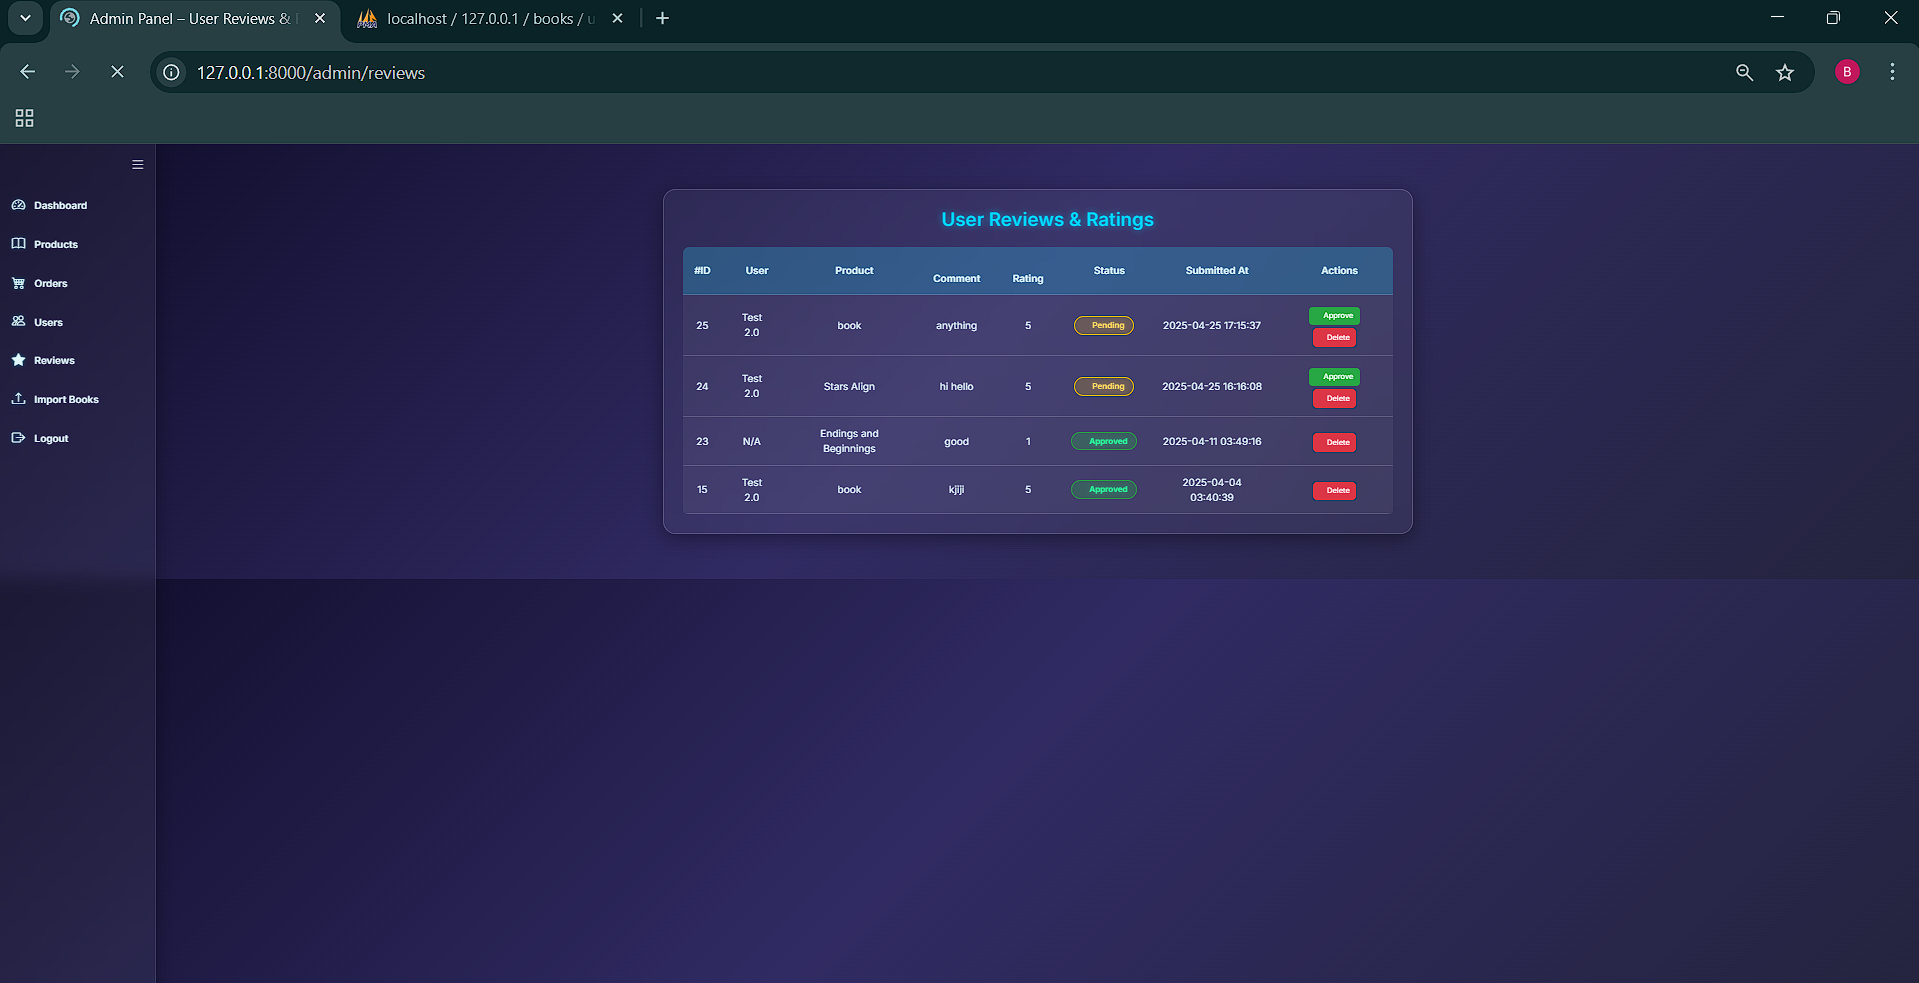 Admin Panel – User Reviews &
localhost / 127.0.0.1 / books / u
127.0.0.1:8000/admin/reviews
B
Dashboard
Products
Orders
Users
Reviews
Import Books
Logout
User Reviews & Ratings
#ID User Product Comment Rating Status Submitted At Actions
25 Test 2.0 book anything 5 Pending 2025-04-25 17:15:37 Approve Delete
24 Test 2.0 Stars Align hi hello 5 Pending 2025-04-25 16:16:08 Approve Delete
23 N/A Endings and Beginnings good 1 Approved 2025-04-11 03:49:16 Delete
15 Test 2.0 book kjiji 5 Approved 2025-04-04 03:40:39 Delete